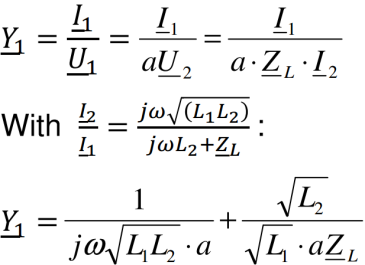 Y₁ = I₁/U₁ = I₁/(aU₂) = I₁/(a · Z_L · I₂)
With I₂/I₁ = jω√(L₁L₂)/(jωL₂+Z_L) :
Y₁ = 1/(jω√(L₁L₂) · a) + √L₂/(√L₁ · aZ_L)